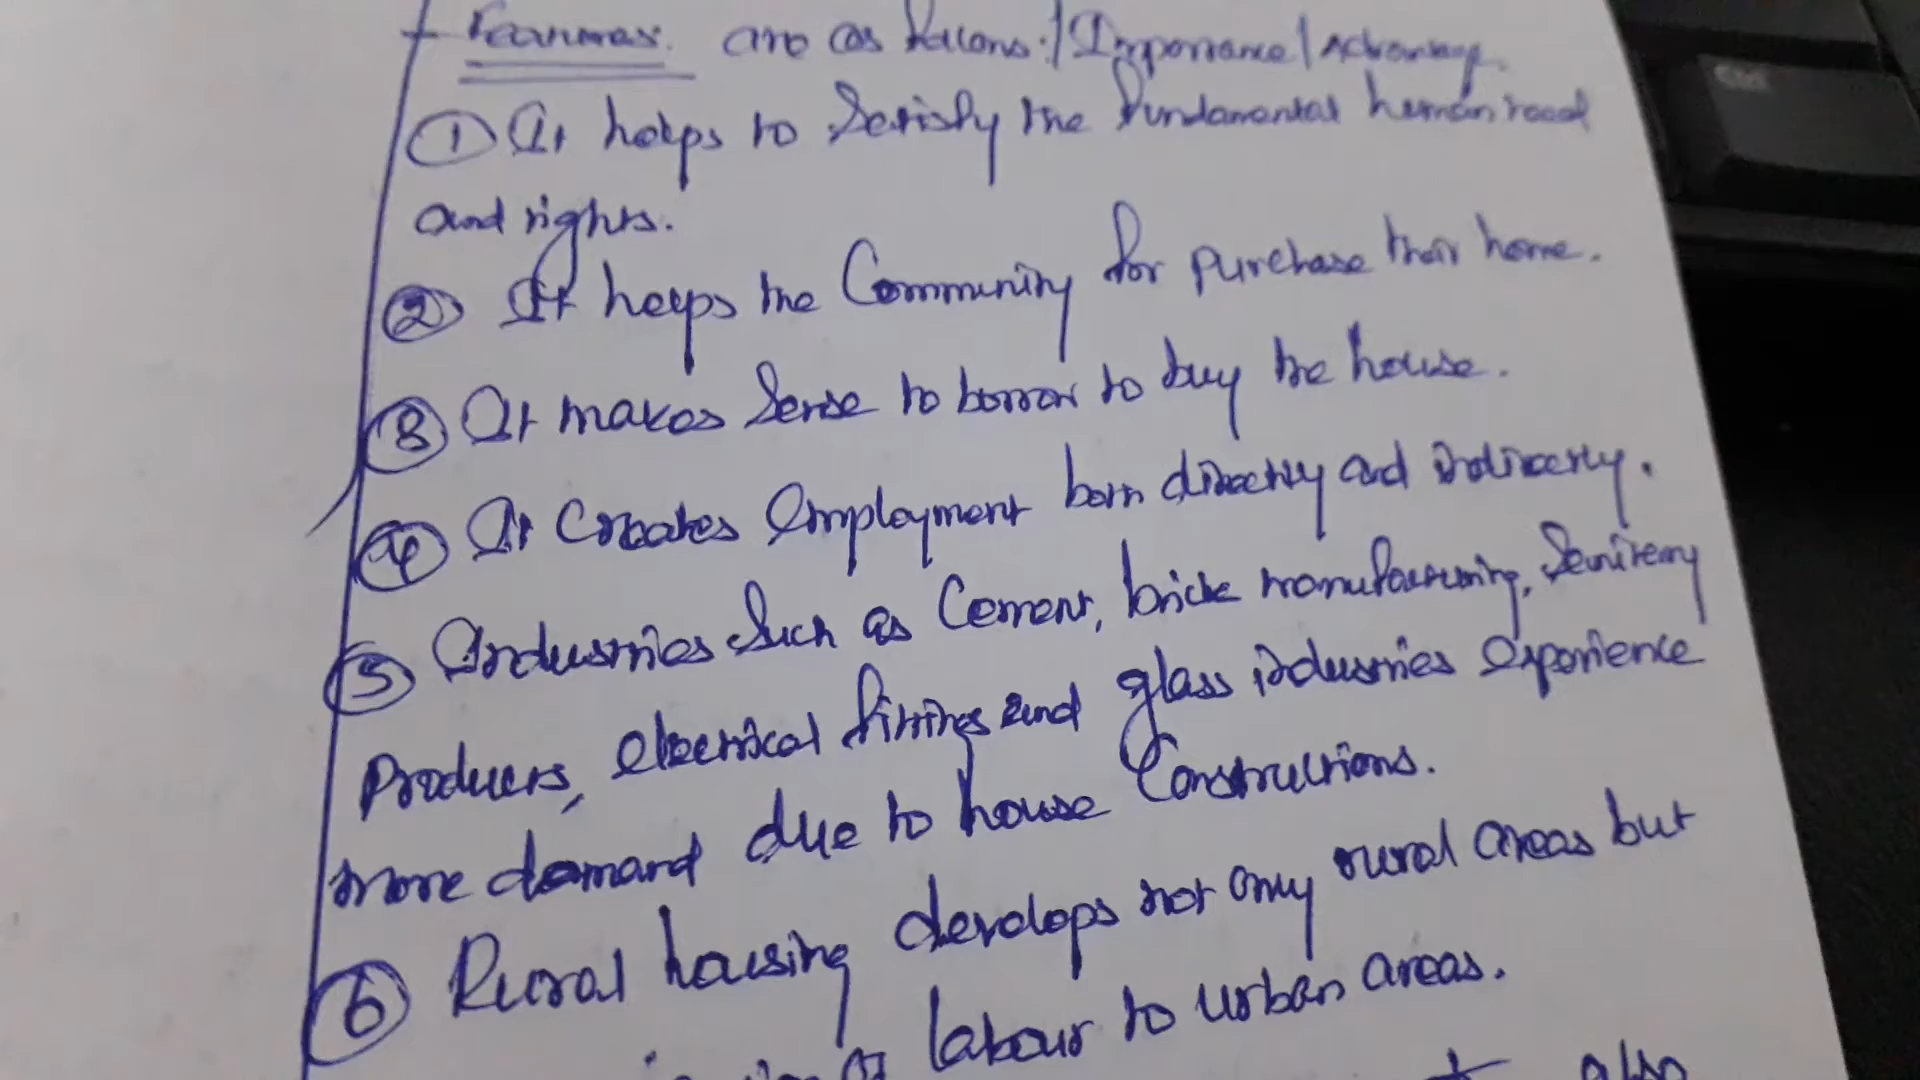 Features. are as follows:/Importance/Advantage
① It helps to Satisfy the fundamental human need
and rights.
② It helps the Community for purchase their home.
③ It makes Sense to borrow to buy the house.
④ It Creates Employment both directly and indirectly.
⑤ Industries Such as Cement, brick manufacturing, Sanitary
Products, electrical fittings and glass industries experience
more demand due to house Constructions.
⑥ Rural housing develops not only rural areas but
of labour to urban areas.
also